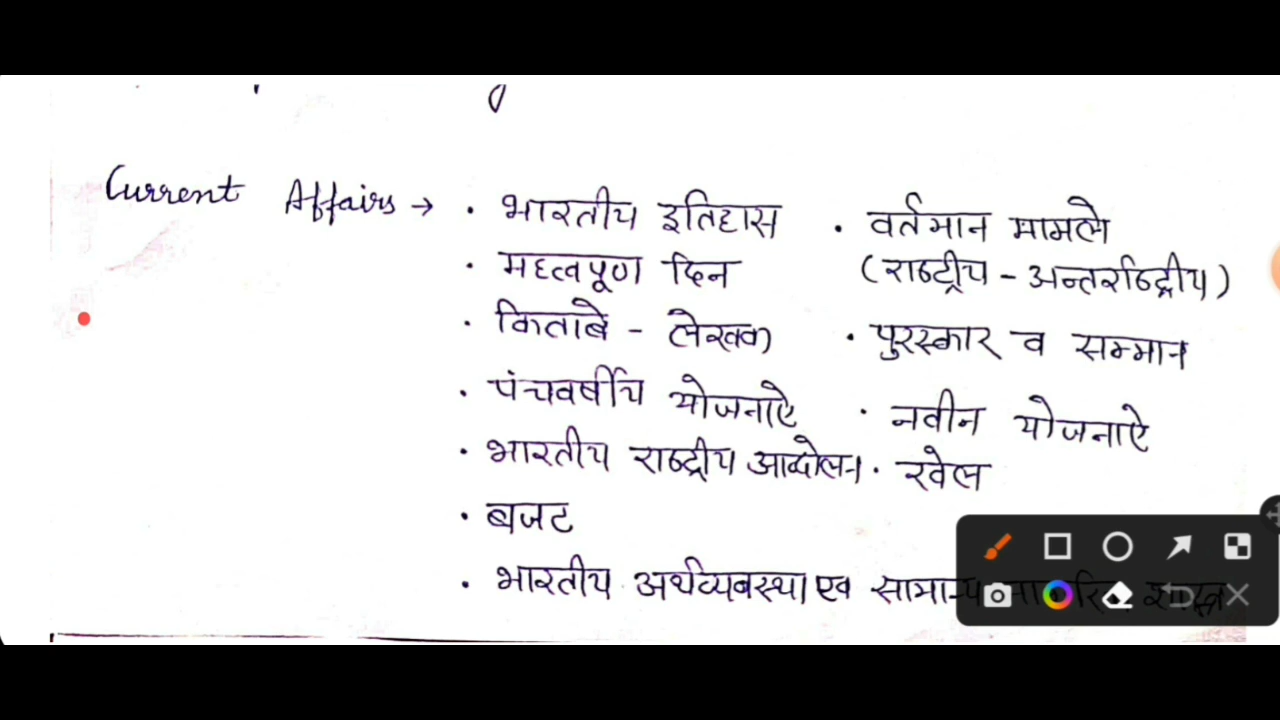 Current Affairs → • भारतीय इतिहास • वर्तमान मामले
• महत्वपूण दिन (राष्ट्रीय - अन्तर्राष्ट्रीय)
• किताबे - लेखक • पुरस्कार व सम्मान
• पंचवर्षीय योजनाऐ • नवीन योजनाऐ
• भारतीय राष्ट्रीय आन्दोलन • खेल
• बजट
• भारतीय अर्थव्यवस्था एव सामान्य